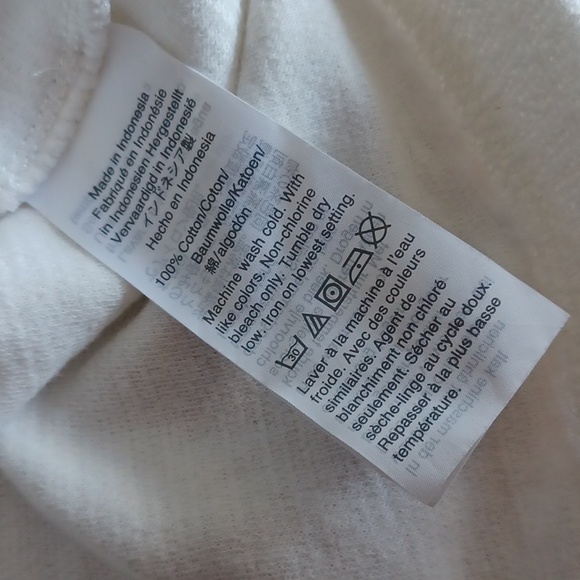 Made in Indonesia
Fabriqué en Indonésie
in Indonesien Hergestellt
Vervaardigd in Indonesië
インドネシア製
Hecho en Indonesia
100% Cotton/Coton/
Baumwolle/Katoen/
綿/algodón
Machine wash cold. With
like colors. Non-chlorine
bleach only. Tumble dry
low. Iron on lowest setting.
30
Laver à la machine à l'eau
froide. Avec des couleurs
similaires. Agent de
blanchiment non chloré
seulement. Sécher au
sèche-linge au cycle doux.
Repasser à la plus basse
température.